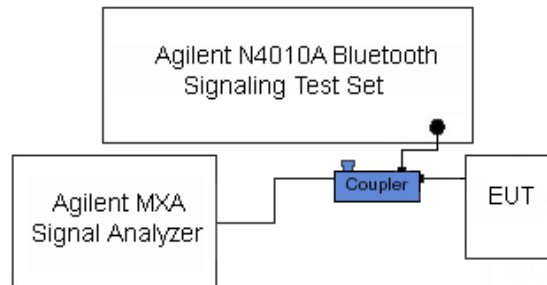 Agilent N4010A Bluetooth
Signaling Test Set
Coupler
Agilent MXA
Signal Analyzer
EUT